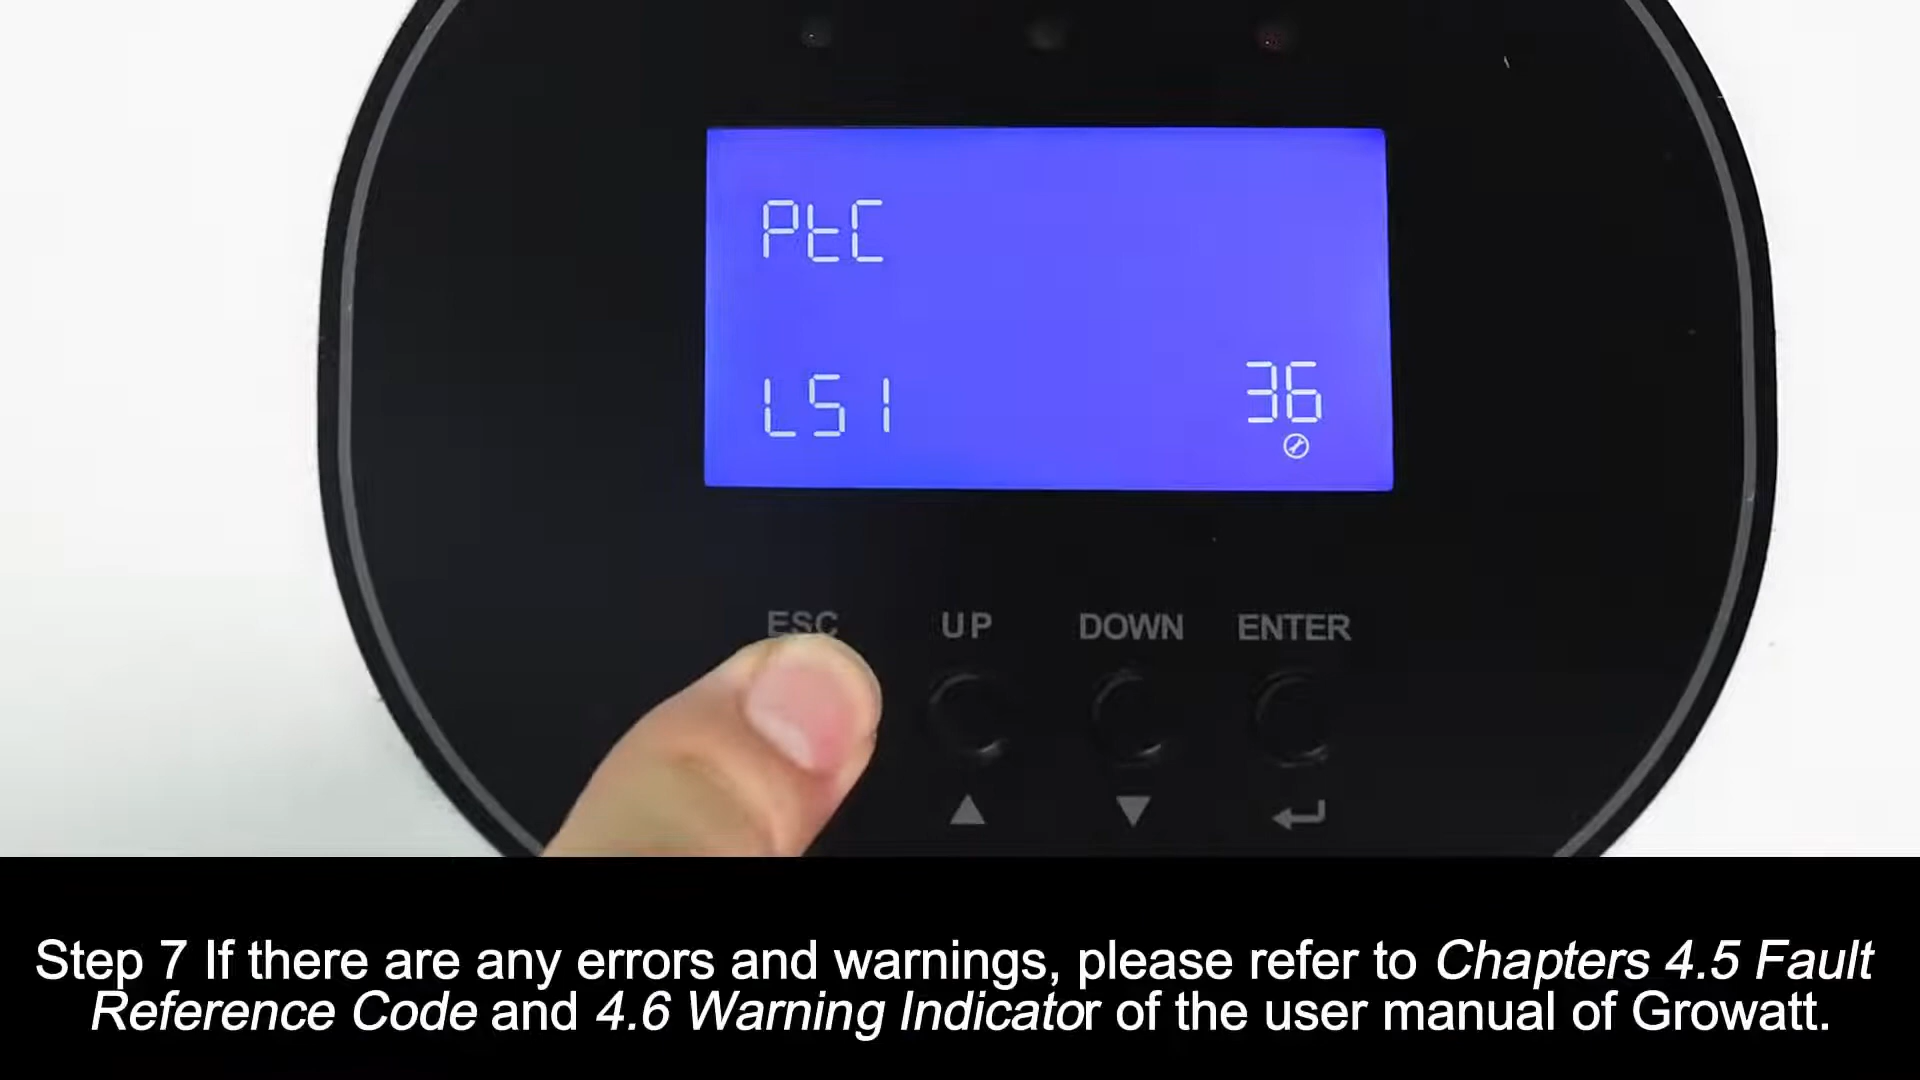 PtC
LS1 36
ESC UP DOWN ENTER
Step 7 If there are any errors and warnings, please refer to Chapters 4.5 Fault
Reference Code and 4.6 Warning Indicator of the user manual of Growatt.